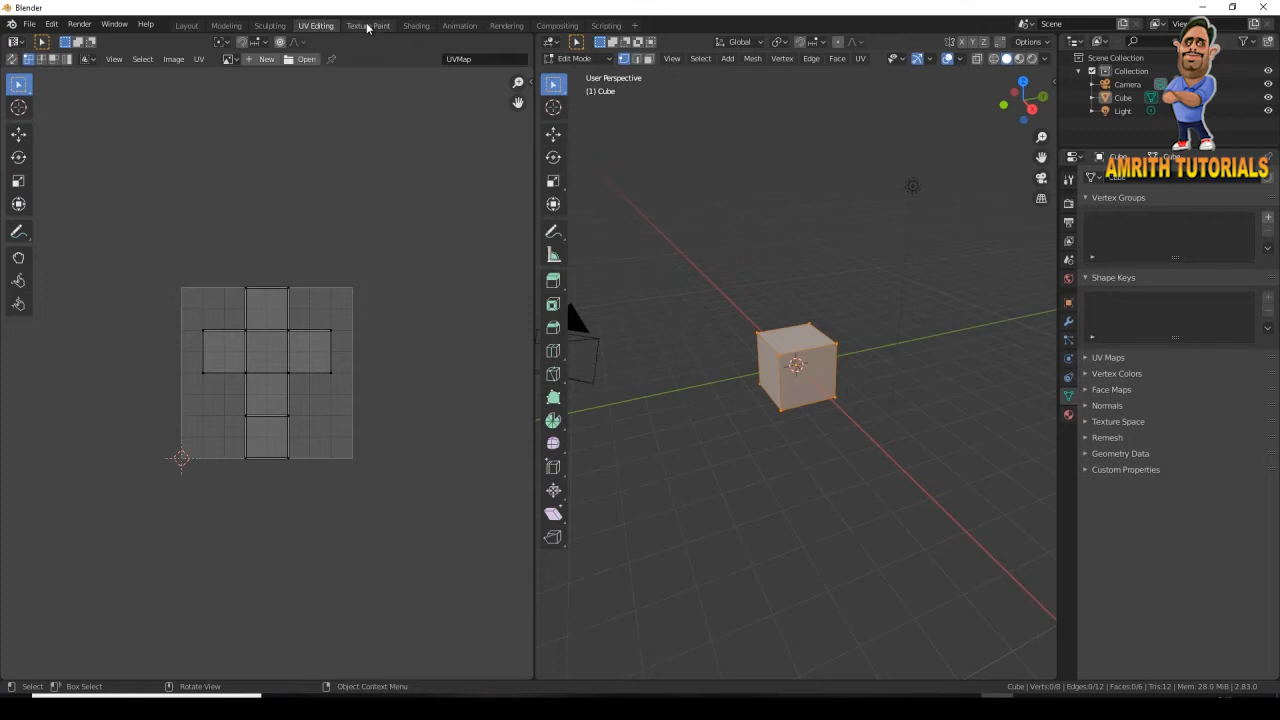 Blender
File Edit Render Window Help Layout Modeling Sculpting UV Editing Texture Paint Shading Animation Rendering Compositing Scripting + Scene
Global Options
View Select Image UV New Open UVMap Edit Mode View Select Add Mesh Vertex Edge Face UV
User Perspective
(1) Cube
X Y Z
Scene Collection
Collection
Camera
Cube
Light
AMRITH TUTORIALS
Vertex Groups
Shape Keys
UV Maps
Vertex Colors
Face Maps
Normals
Texture Space
Remesh
Geometry Data
Custom Properties
Select Box Select Rotate View Object Context Menu Cube | Verts:0/8 | Edges:0/12 | Faces:0/6 | Tris:12 | Mem: 28.0 MiB | 2.83.0